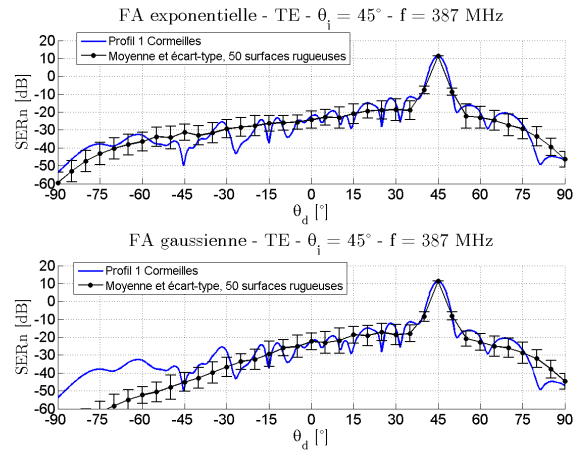 FA exponentielle - TE - θi = 45° - f = 387 MHz
Profil 1 Cormeilles
Moyenne et écart-type, 50 surfaces rugueuses
SERn [dB]
20
10
0
-10
-20
-30
-40
-50
-60
-90 -75 -60 -45 -30 -15 0 15 30 45 60 75 90
θd [°]
FA gaussienne - TE - θi = 45° - f = 387 MHz
Profil 1 Cormeilles
Moyenne et écart-type, 50 surfaces rugueuses
SERn [dB]
20
10
0
-10
-20
-30
-40
-50
-60
-90 -75 -60 -45 -30 -15 0 15 30 45 60 75 90
θd [°]